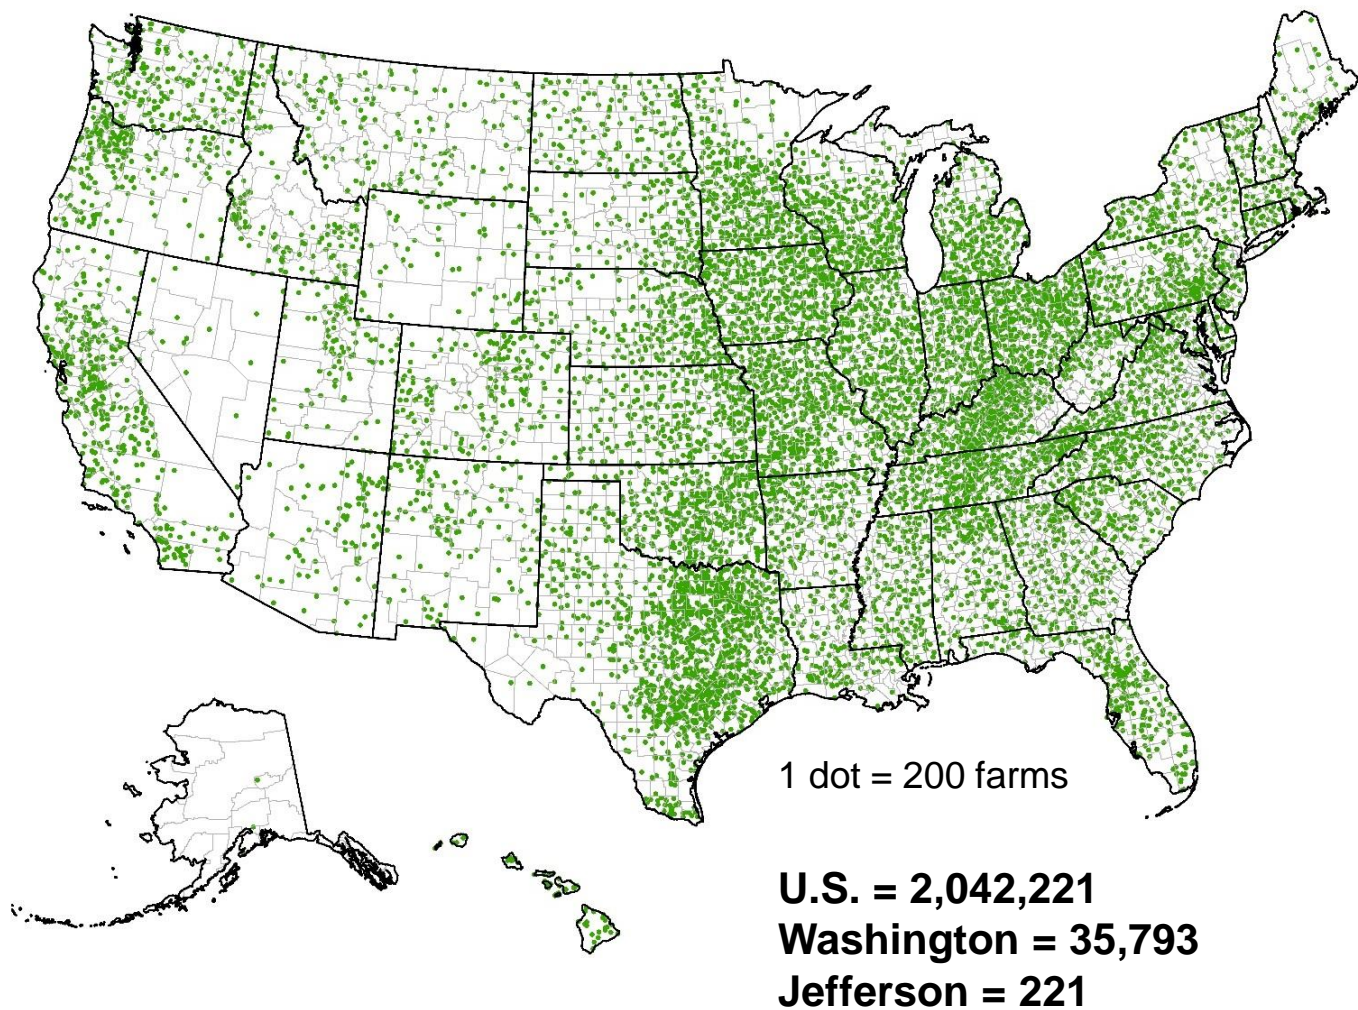 1 dot = 200 farms
U.S. = 2,042,221
Washington = 35,793
Jefferson = 221